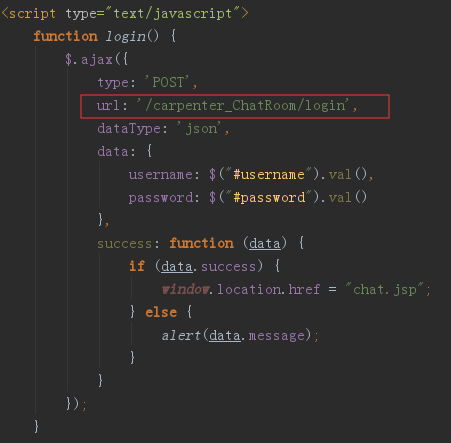 <script type="text/javascript">
function login() {
$.ajax({
type: 'POST',
url: '/carpenter_ChatRoom/login',
dataType: 'json',
data: {
username: $("#username").val(),
password: $("#password").val()
},
success: function (data) {
if (data.success) {
window.location.href = "chat.jsp";
} else {
alert(data.message);
}
}
});
}